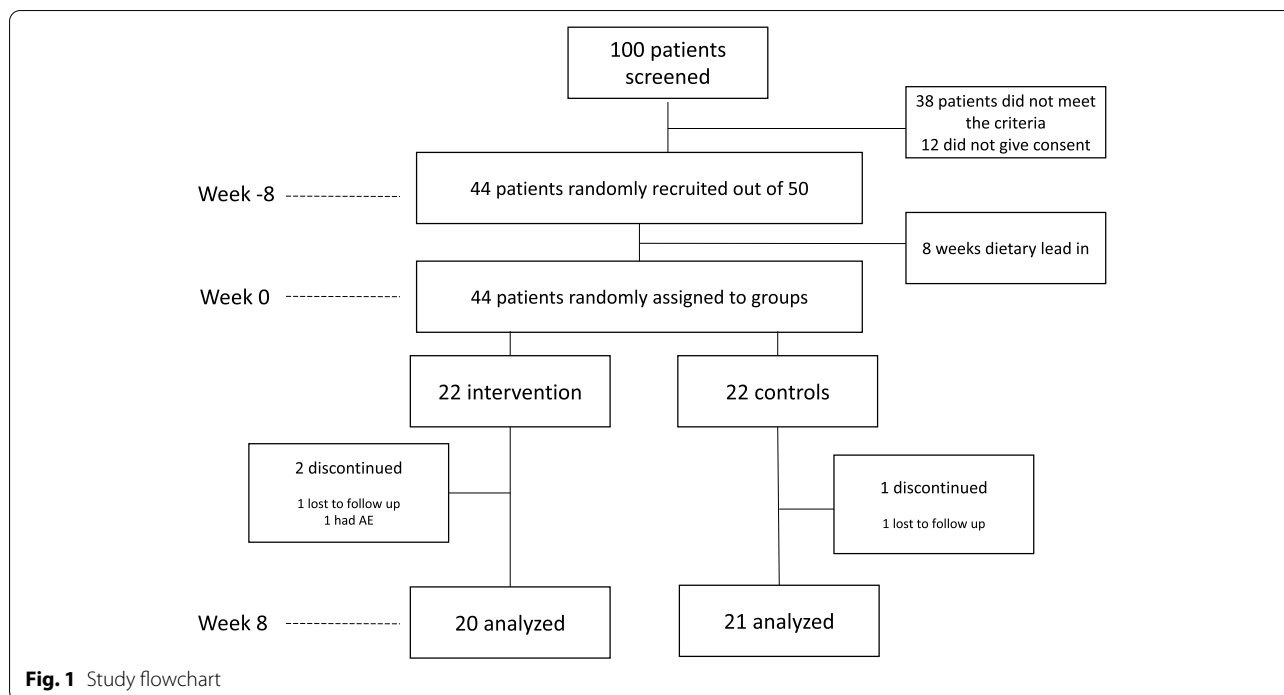 100 patients
screened
38 patients did not meet
the criteria
12 did not give consent
Week -8
44 patients randomly recruited out of 50
8 weeks dietary lead in
Week 0
44 patients randomly assigned to groups
22 intervention
22 controls
2 discontinued
1 lost to follow up
1 had AE
1 discontinued
1 lost to follow up
Week 8
20 analyzed
21 analyzed
Fig. 1 Study flowchart